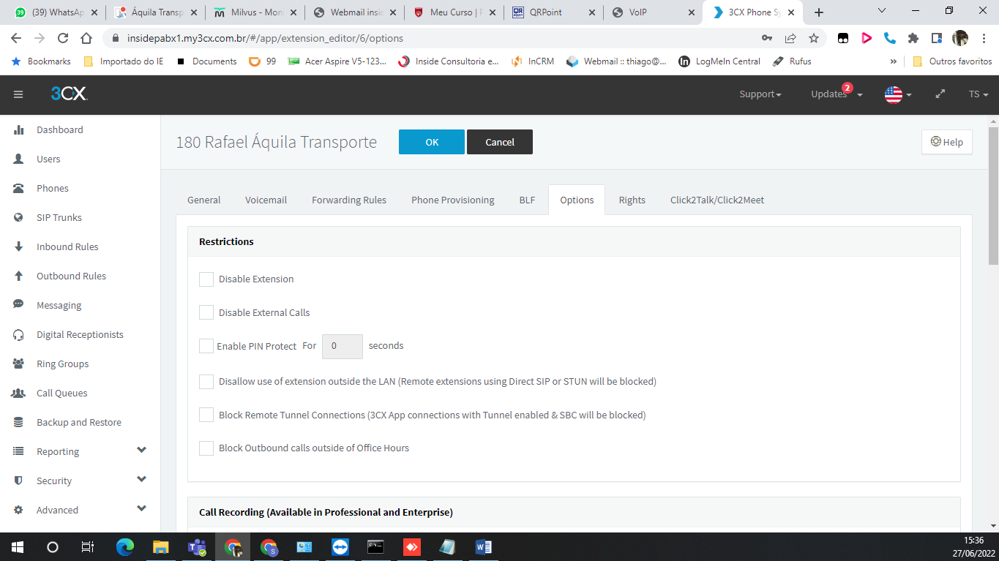 (39) WhatsAp
Áquila Transp
Milvus - Moni
Webmail insid
Meu Curso | F
QRPoint
VoIP
3CX Phone Sy
insidepabx1.my3cx.com.br/#/app/extension_editor/6/options
Bookmarks
Importado do IE
Documents
99
Acer Aspire V5-123...
Inside Consultoria e...
InCRM
Webmail :: thiago@...
LogMeIn Central
Rufus
»
Outros favoritos
3CX
Support
Updates
2
TS
Dashboard
Users
Phones
SIP Trunks
Inbound Rules
Outbound Rules
Messaging
Digital Receptionists
Ring Groups
Call Queues
Backup and Restore
Reporting
Security
Advanced
180 Rafael Áquila Transporte
OK
Cancel
Help
General
Voicemail
Forwarding Rules
Phone Provisioning
BLF
Options
Rights
Click2Talk/Click2Meet
Restrictions
Disable Extension
Disable External Calls
Enable PIN Protect For 0 seconds
Disallow use of extension outside the LAN (Remote extensions using Direct SIP or STUN will be blocked)
Block Remote Tunnel Connections (3CX App connections with Tunnel enabled & SBC will be blocked)
Block Outbound calls outside of Office Hours
Call Recording (Available in Professional and Enterprise)
15:36
27/06/2022